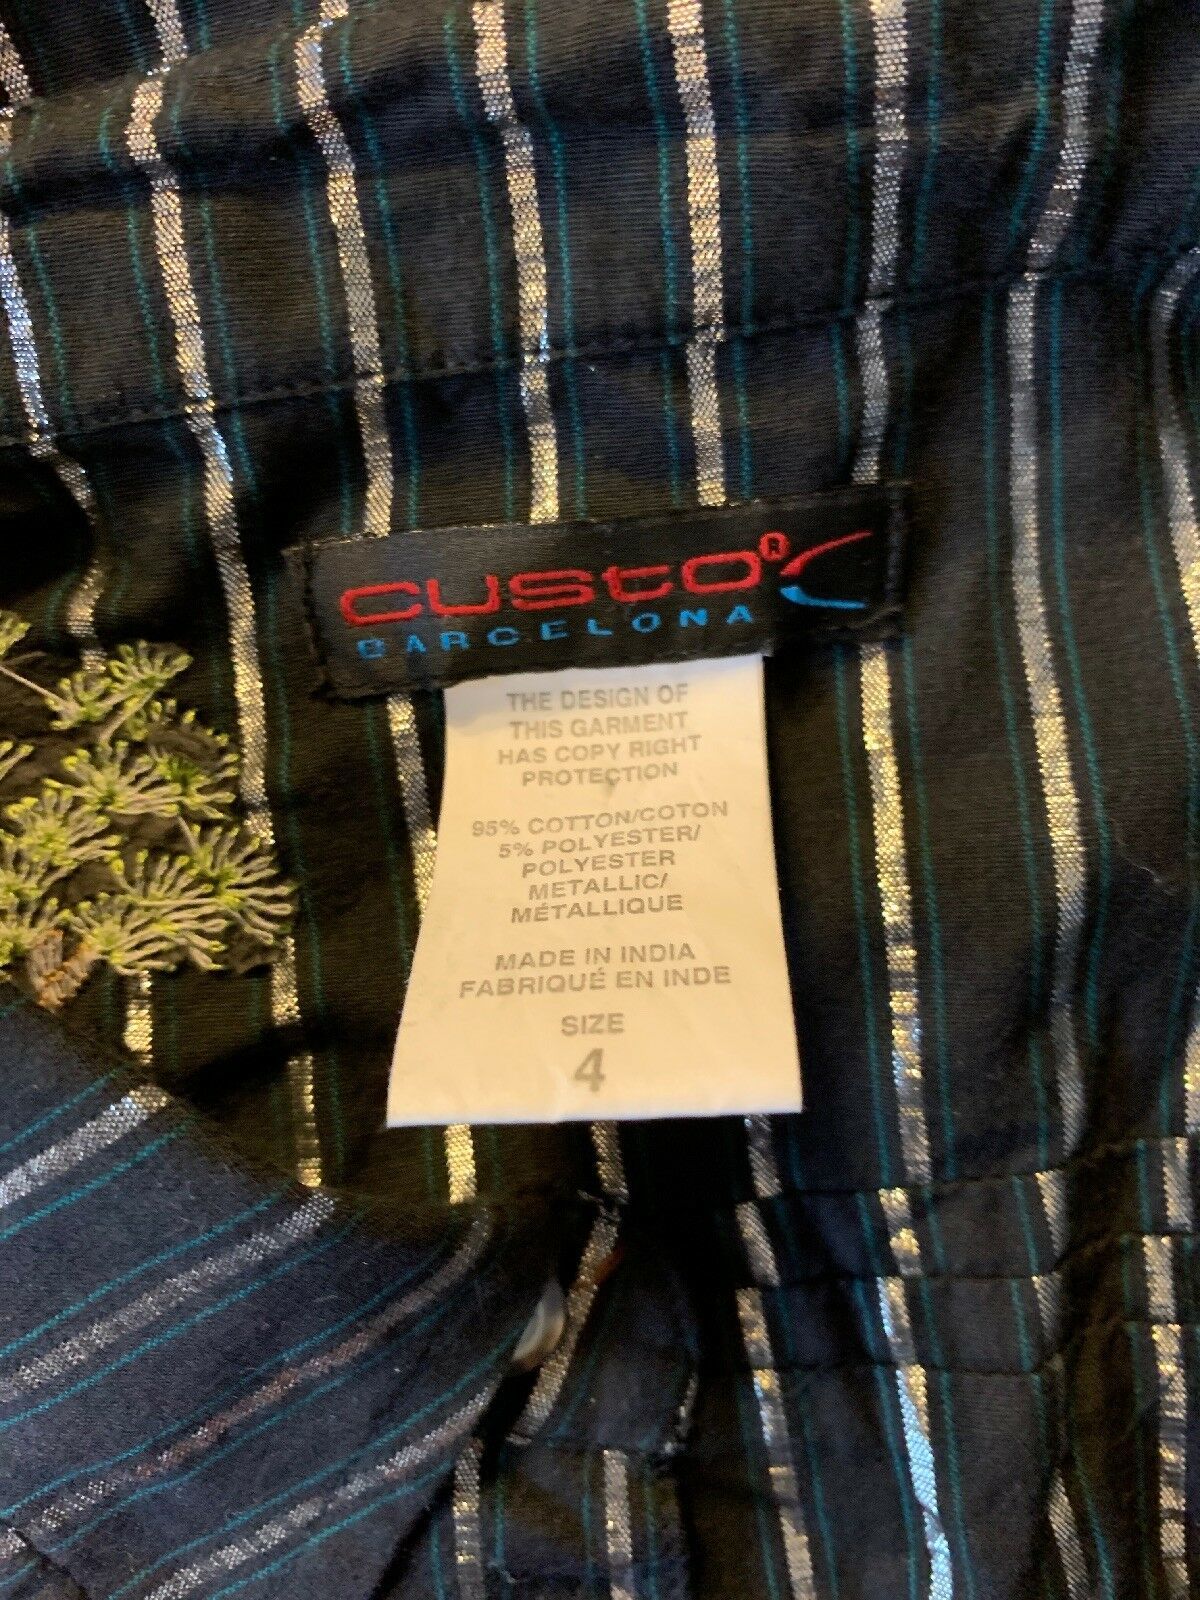 custo®
BARCELONA
THE DESIGN OF
THIS GARMENT
HAS COPY RIGHT
PROTECTION
95% COTTON/COTON
5% POLYESTER/
POLYESTER
METALLIC/
MÉTALLIQUE
MADE IN INDIA
FABRIQUÉ EN INDE
SIZE
4